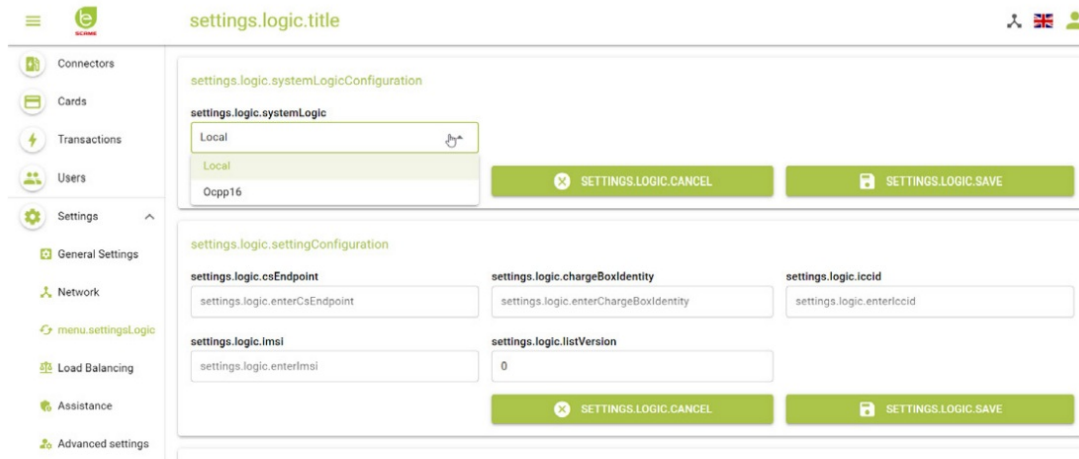 SCAME
settings.logic.title
Connectors
Cards
Transactions
Users
Settings
General Settings
Network
menu.settingsLogic
Load Balancing
Assistance
Advanced settings
settings.logic.systemLogicConfiguration
settings.logic.systemLogic
Local
Local
Ocpp16
SETTINGS.LOGIC.CANCEL
SETTINGS.LOGIC.SAVE
settings.logic.settingConfiguration
settings.logic.csEndpoint
settings.logic.chargeBoxIdentity
settings.logic.iccid
settings.logic.enterCsEndpoint
settings.logic.enterChargeBoxIdentity
settings.logic.enterIccid
settings.logic.imsi
settings.logic.listVersion
settings.logic.enterImsi
0
SETTINGS.LOGIC.CANCEL
SETTINGS.LOGIC.SAVE